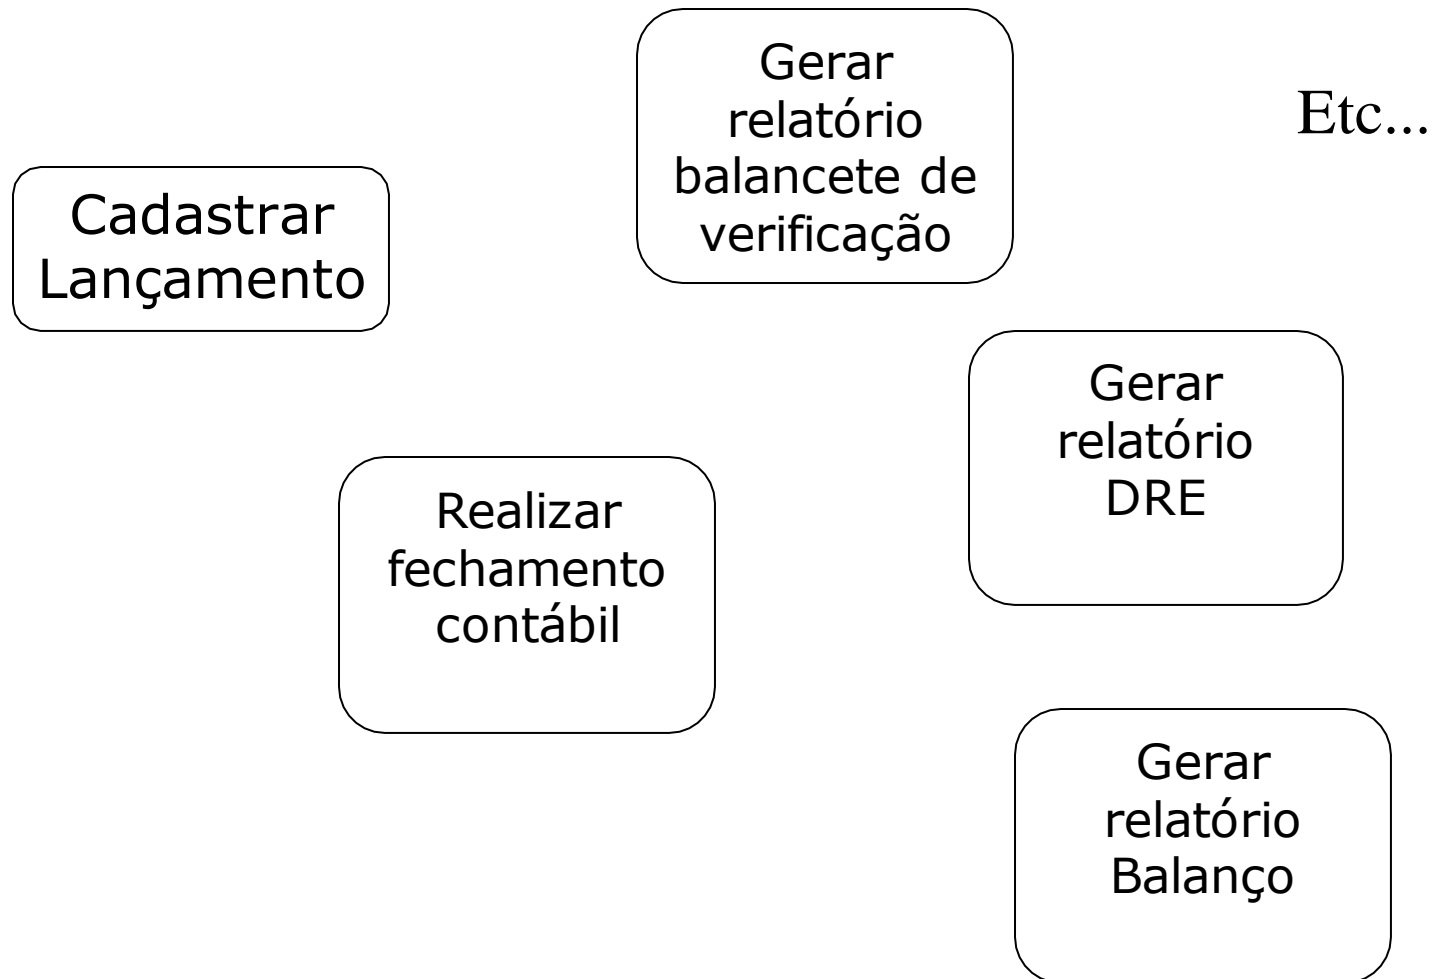 Gerar
relatório
balancete de
verificação
Etc...
Cadastrar
Lançamento
Gerar
relatório
DRE
Realizar
fechamento
contábil
Gerar
relatório
Balanço